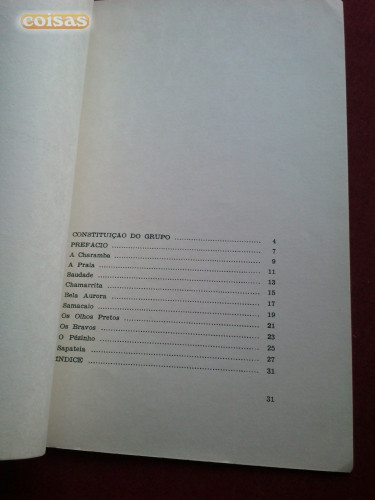 coisas
CONSTITUIÇAO DO GRUPO 4
PREFACIO 7
A Charamba 9
A Praia 11
Saudade 13
Chamarrita 15
Bela Aurora 17
Samacaio 19
Os Olhos Pretos 21
Os Bravos 23
O Pèzinho 25
Sapateia 27
INDICE 31
31